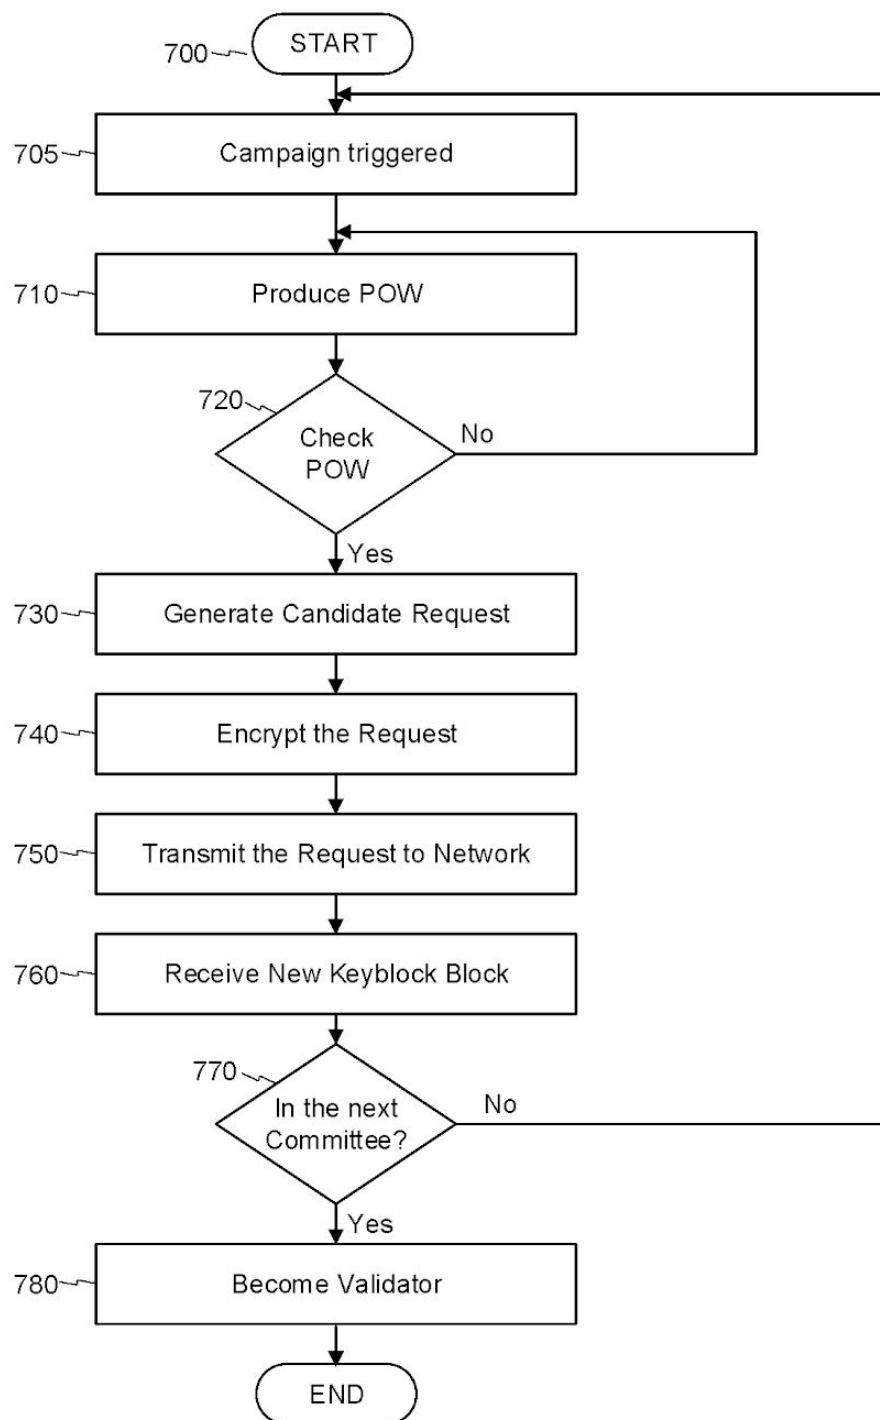 700
START
705
Campaign triggered
710
Produce POW
720
Check
POW
No
Yes
730
Generate Candidate Request
740
Encrypt the Request
750
Transmit the Request to Network
760
Receive New Keyblock Block
770
In the next
Committee?
No
Yes
780
Become Validator
END